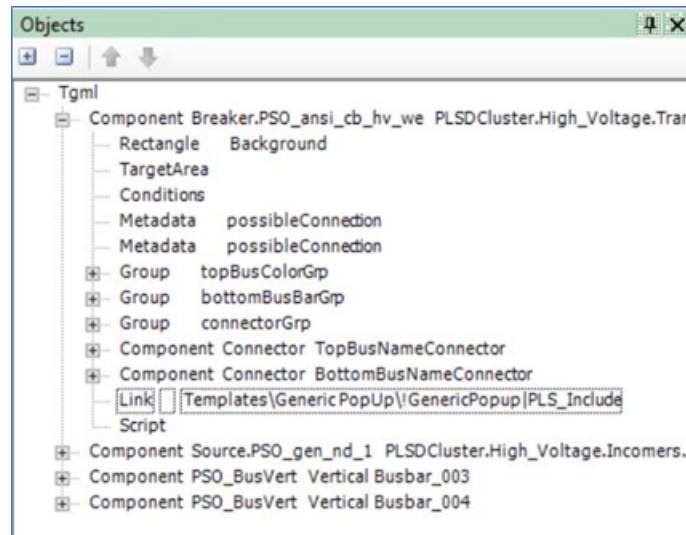 Objects
Tgml
Component Breaker.PSO_ansi_cb_hv_we PLSDCluster.High_Voltage.Tran
Rectangle Background
TargetArea
Conditions
Metadata possibleConnection
Metadata possibleConnection
Group topBusColorGrp
Group bottomBusBarGrp
Group connectorGrp
Component Connector TopBusNameConnector
Component Connector BottomBusNameConnector
Link Templates\Generic PopUp\!GenericPopup|PLS_Include
Script
Component Source.PSO_gen_nd_1 PLSDCluster.High_Voltage.Incomers.
Component PSO_BusVert Vertical Busbar_003
Component PSO_BusVert Vertical Busbar_004